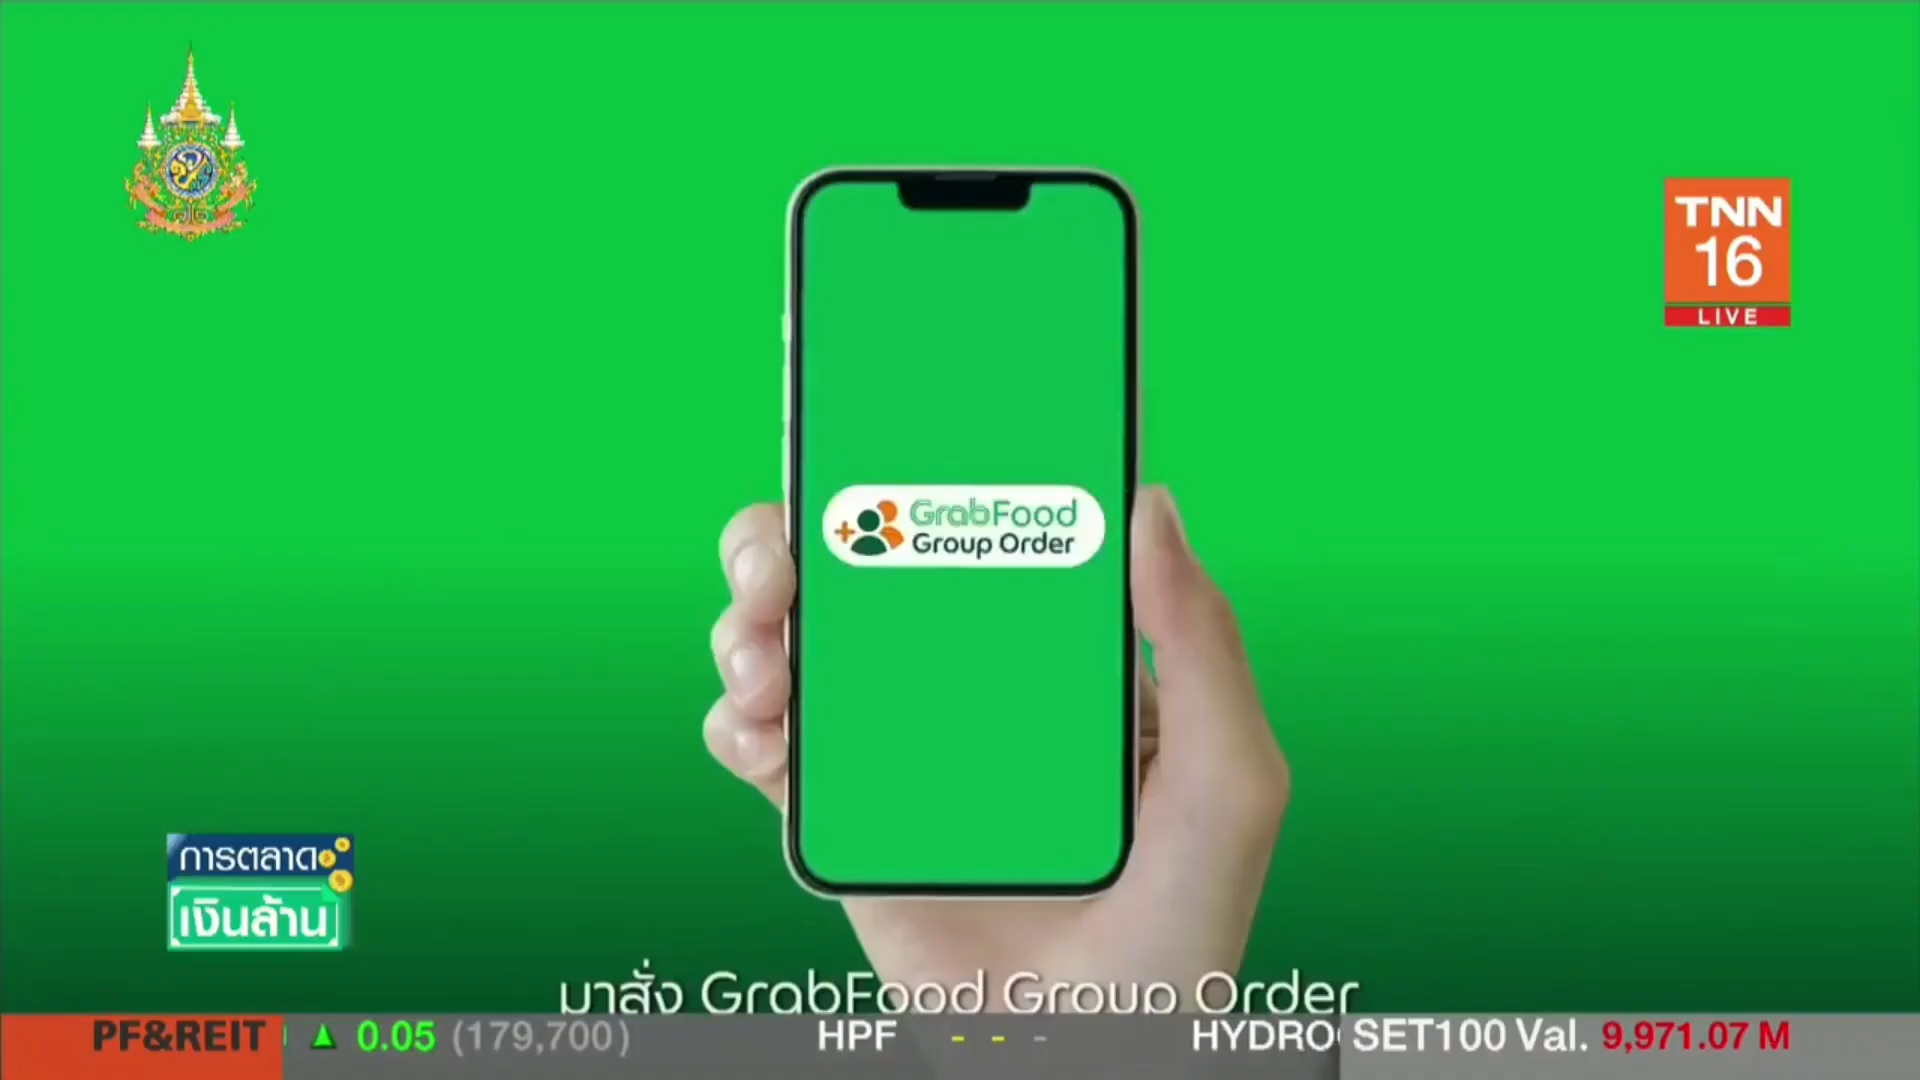 TNN
16
LIVE
GrabFood
Group Order
การตลาด
เงินล้าน
มาสั่ง GrabFood Group Order
PF&REIT ▲ 0.05 (179,700) HPF - - - HYDRO SET100 Val. 9,971.07 M